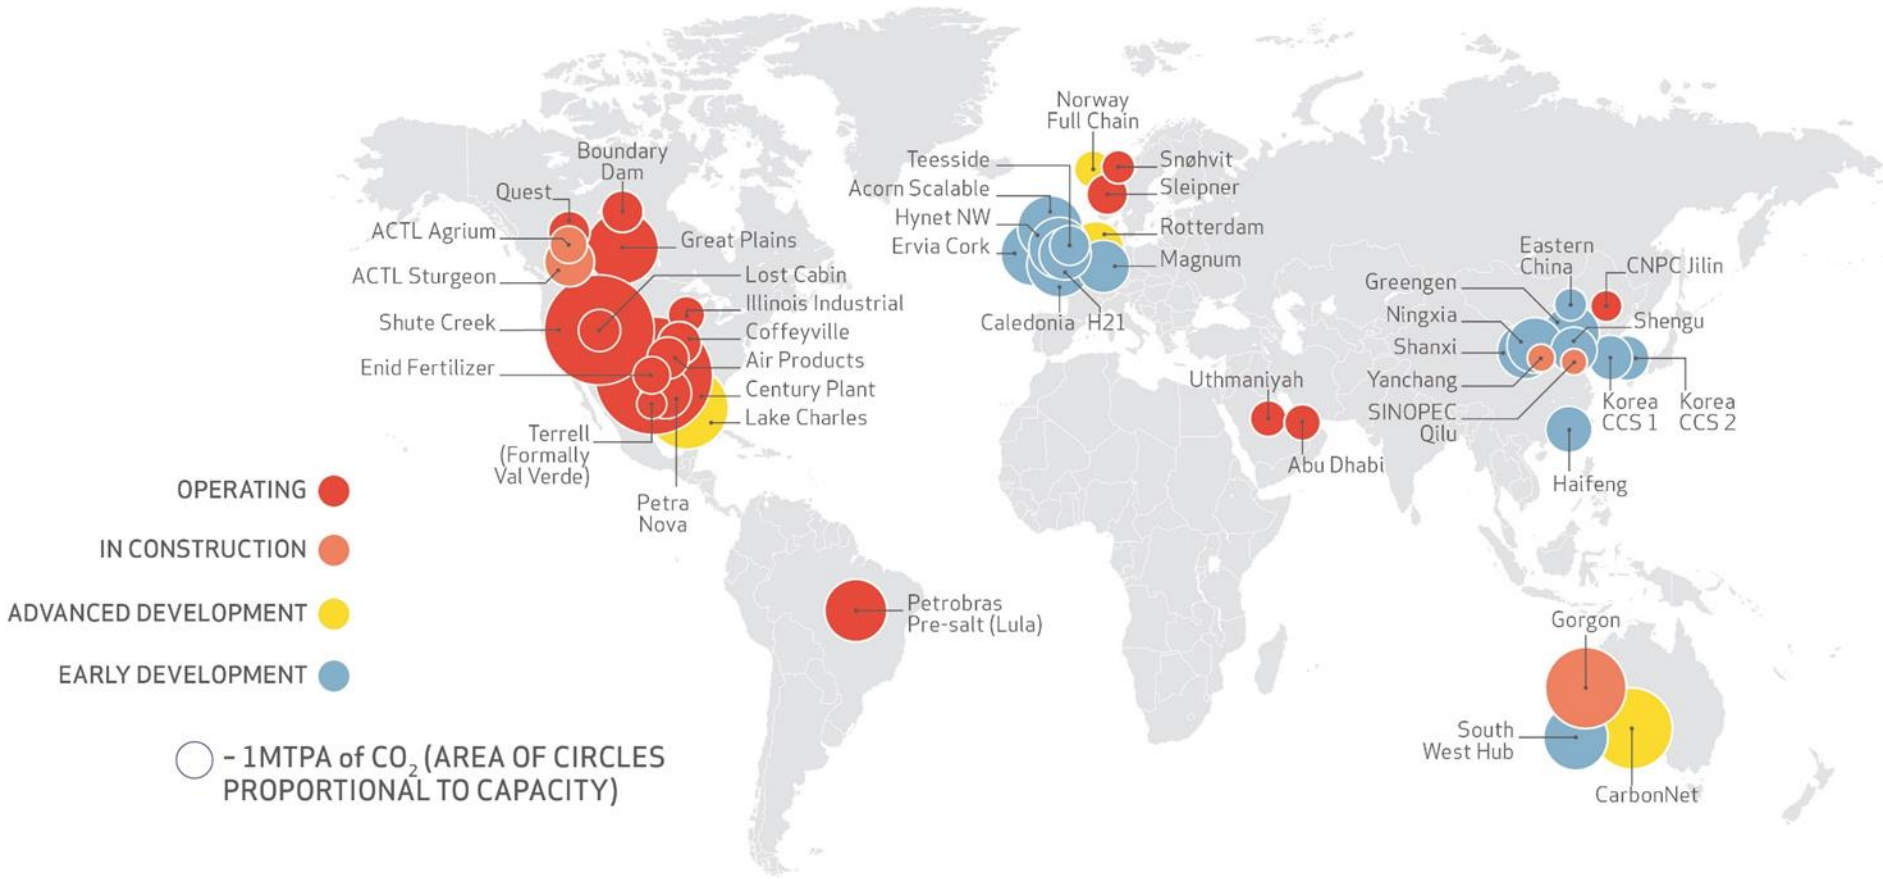 Norway
Full Chain
Boundary
Dam
Teesside
Snøhvit
Quest
Acorn Scalable
Sleipner
ACTL Agrium
Hynet NW
Rotterdam
Great Plains
Ervia Cork
Eastern
China
Magnum
CNPC Jilin
ACTL Sturgeon
Lost Cabin
Greengen
Illinois Industrial
Ningxia
Shengu
Shute Creek
Caledonia
H21
Coffeyville
Shanxi
Enid Fertilizer
Air Products
Uthmaniyah
Yanchang
Century Plant
Korea
CCS 1
Korea
CCS 2
Lake Charles
SINOPEC
Qilu
Terrell
(Formally
Val Verde)
Abu Dhabi
Haifeng
Petra
Nova
OPERATING
IN CONSTRUCTION
ADVANCED DEVELOPMENT
EARLY DEVELOPMENT
Petrobras
Pre-salt (Lula)
Gorgon
South
West Hub
CarbonNet
– 1MTPA of CO₂ (AREA OF CIRCLES
PROPORTIONAL TO CAPACITY)